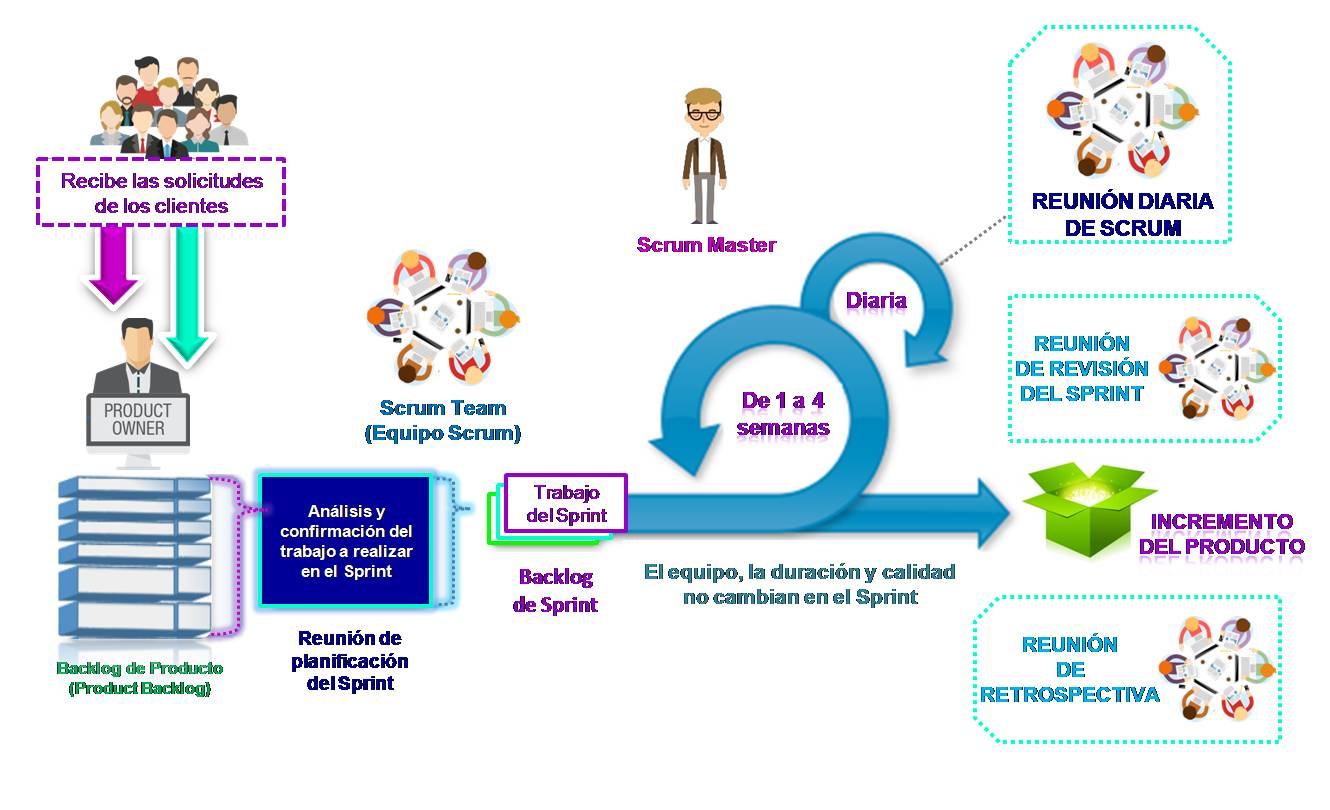 Recibe las solicitudes
de los clientes
PRODUCT
OWNER
Backlog de Producto
(Product Backlog)
Scrum Team
(Equipo Scrum)
Análisis y
confirmación del
trabajo a realizar
en el Sprint
Reunión de
planificación
del Sprint
Trabajo
del Sprint
Backlog
de Sprint
Scrum Master
Diaria
De 1 a 4
semanas
El equipo, la duración y calidad
no cambian en el Sprint
REUNIÓN DIARIA
DE SCRUM
REUNIÓN
DE REVISIÓN
DEL SPRINT
INCREMENTO
DEL PRODUCTO
REUNIÓN
DE
RETROSPECTIVA